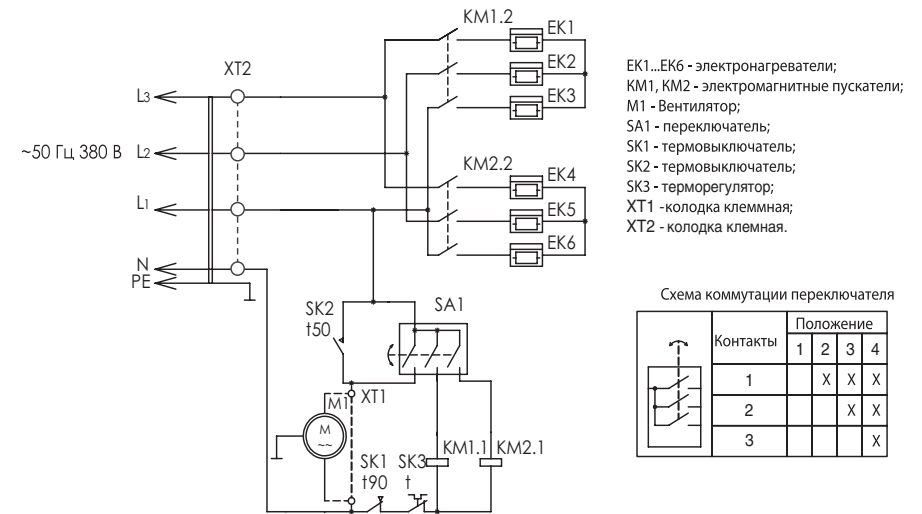 KM1.2
EK1
EK2
EK3
XT2
L3
~50 Гц 380 В L2
L1
N
PE
KM2.2
EK4
EK5
EK6
SK2
t50
SA1
M1
XT1
M
~~
SK1
t90
SK3
t
KM1.1
KM2.1
EK1...EK6 - электронагреватели;
KM1, KM2 - электромагнитные пускатели;
M1 - Вентилятор;
SA1 - переключатель;
SK1 - термовыключатель;
SK2 - термовыключатель;
SK3 - терморегулятор;
XT1 -колодка клеммная;
XT2 - колодка клемная.
Схема коммутации переключателя
Контакты
Положение
1 2 3 4
1 X X X
2 X X
3 X